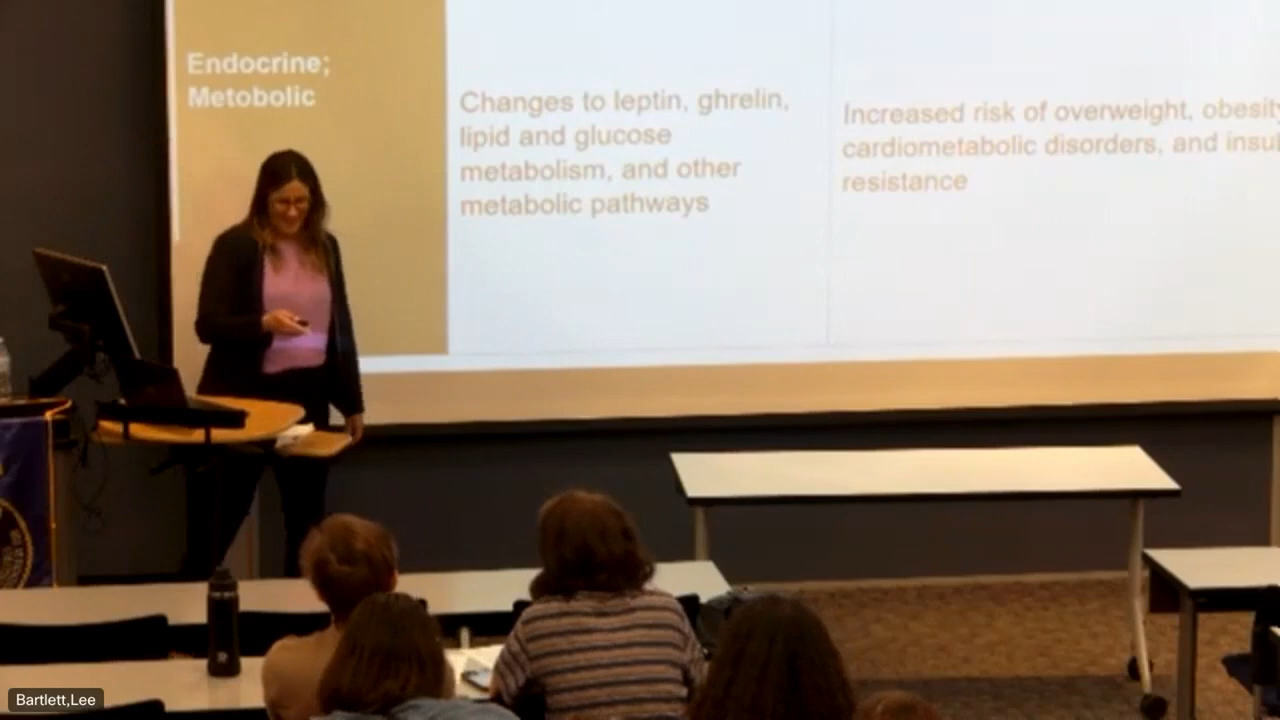 Endocrine;
Metobolic
Changes to leptin, ghrelin,
lipid and glucose
metabolism, and other
metabolic pathways
Increased risk of overweight, obesity
cardiometabolic disorders, and insu
resistance
Bartlett,Lee